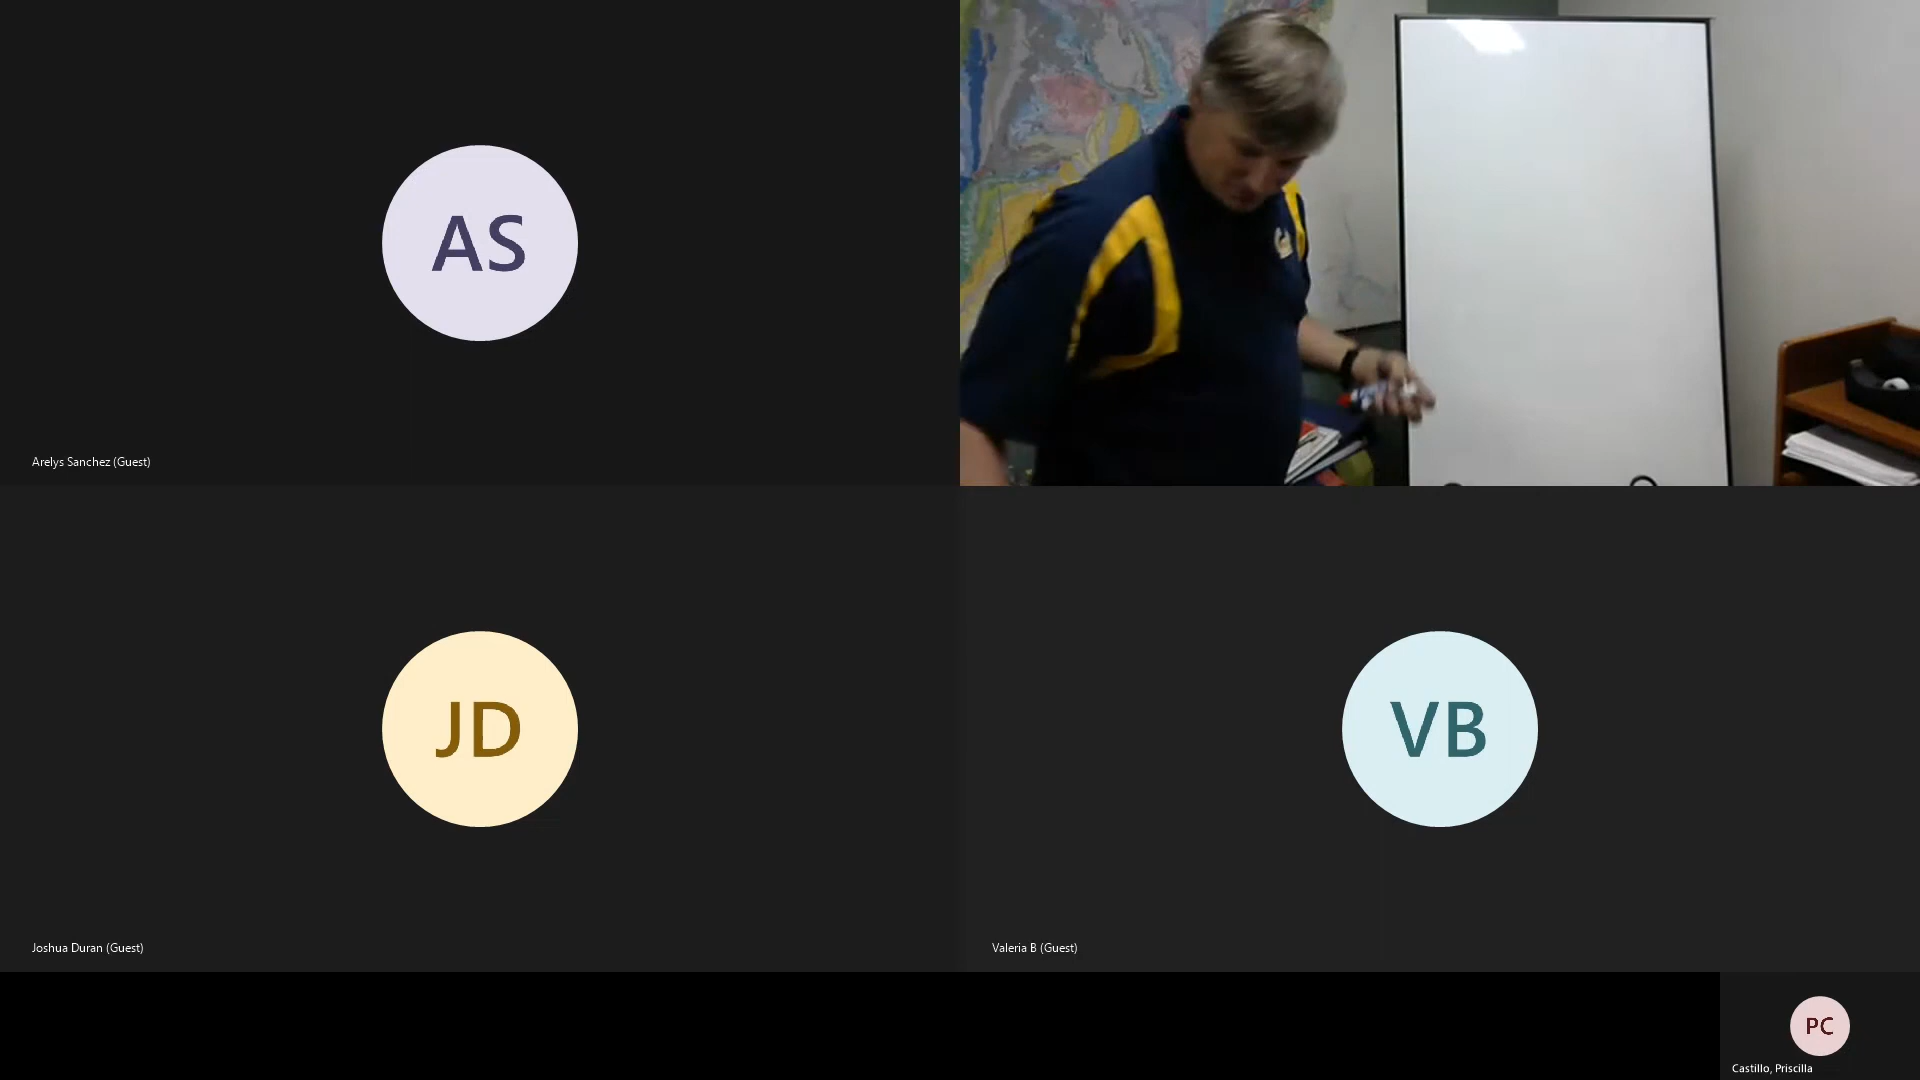 AS
Arelys Sanchez (Guest)
JD
Joshua Duran (Guest)
VB
Valeria B (Guest)
PC
Castillo, Priscilla